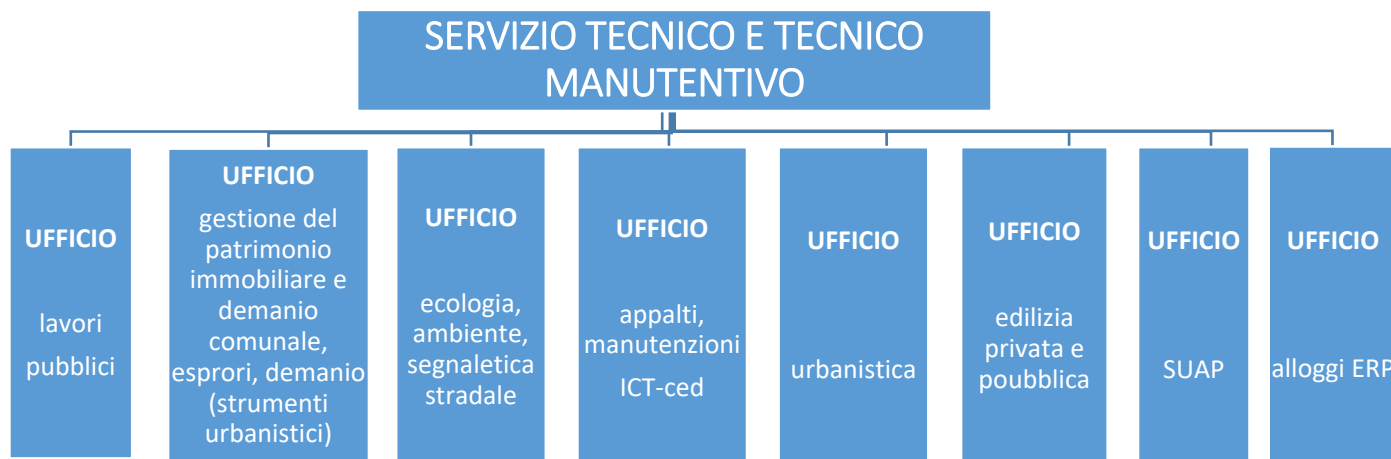 SERVIZIO TECNICO E TECNICO
MANUTENTIVO
UFFICIO
lavori
pubblici
UFFICIO
gestione del
patrimonio
immobiliare e
demanio
comunale,
esprori, demanio
(strumenti
urbanistici)
UFFICIO
ecologia,
ambiente,
segnaletica
stradale
UFFICIO
appalti,
manutenzioni
ICT-ced
UFFICIO
urbanistica
UFFICIO
edilizia
privata e
poubblica
UFFICIO
SUAP
UFFICIO
alloggi ERP